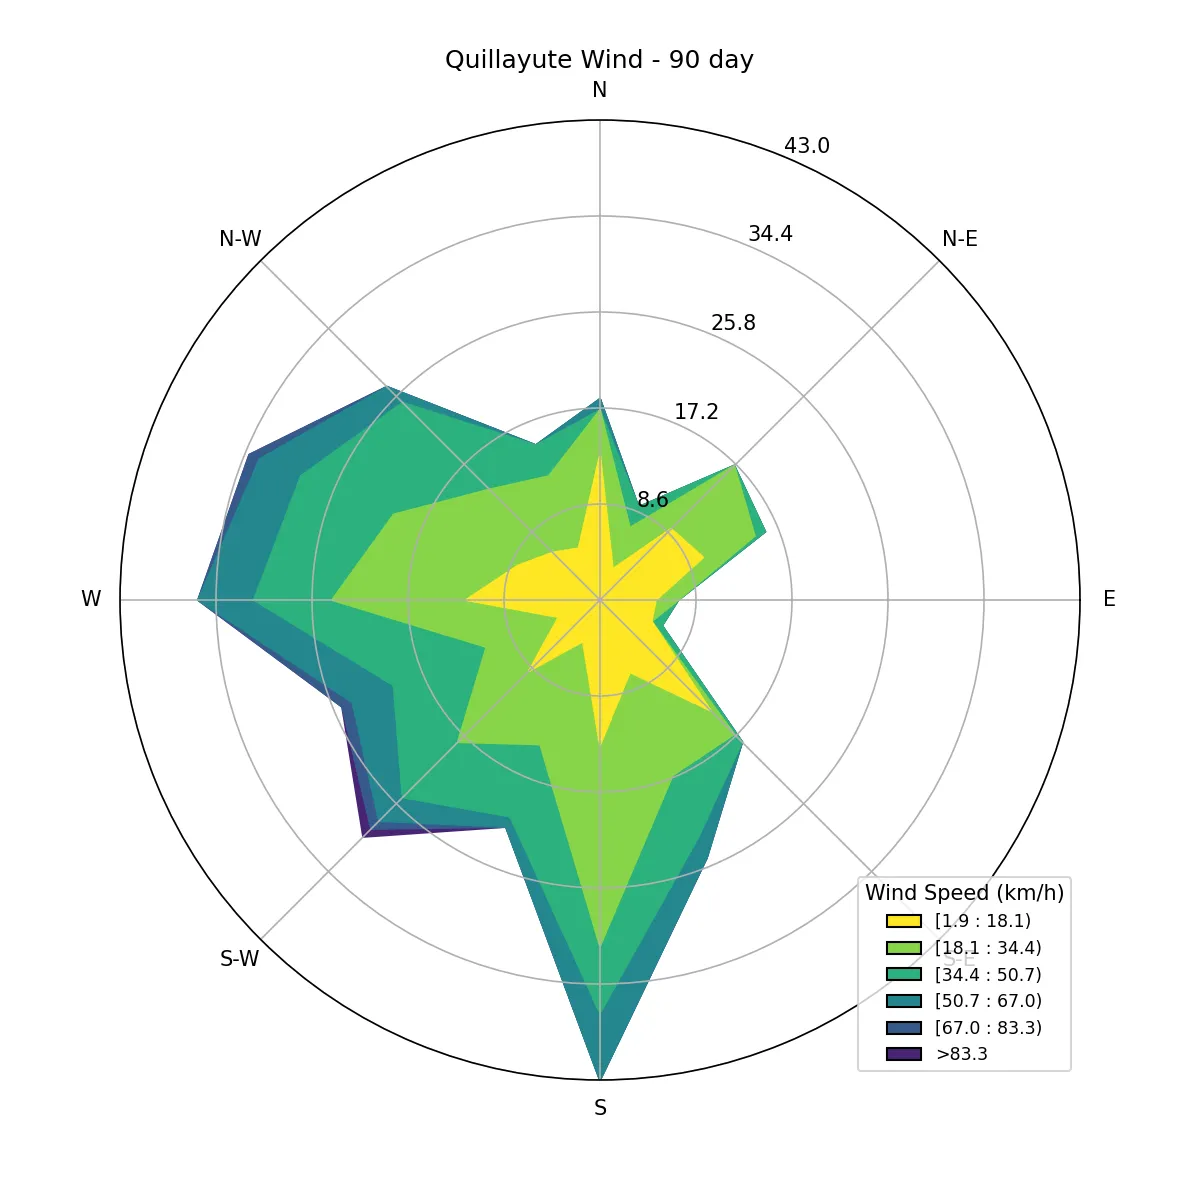 Quillayute Wind - 90 day
N
43.0
34.4
N-W
N-E
25.8
17.2
8.6
W
E
Wind Speed (km/h)
[1.9 : 18.1)
[18.1 : 34.4)
S-W
S-E
[34.4 : 50.7)
[50.7 : 67.0)
[67.0 : 83.3)
>83.3
S